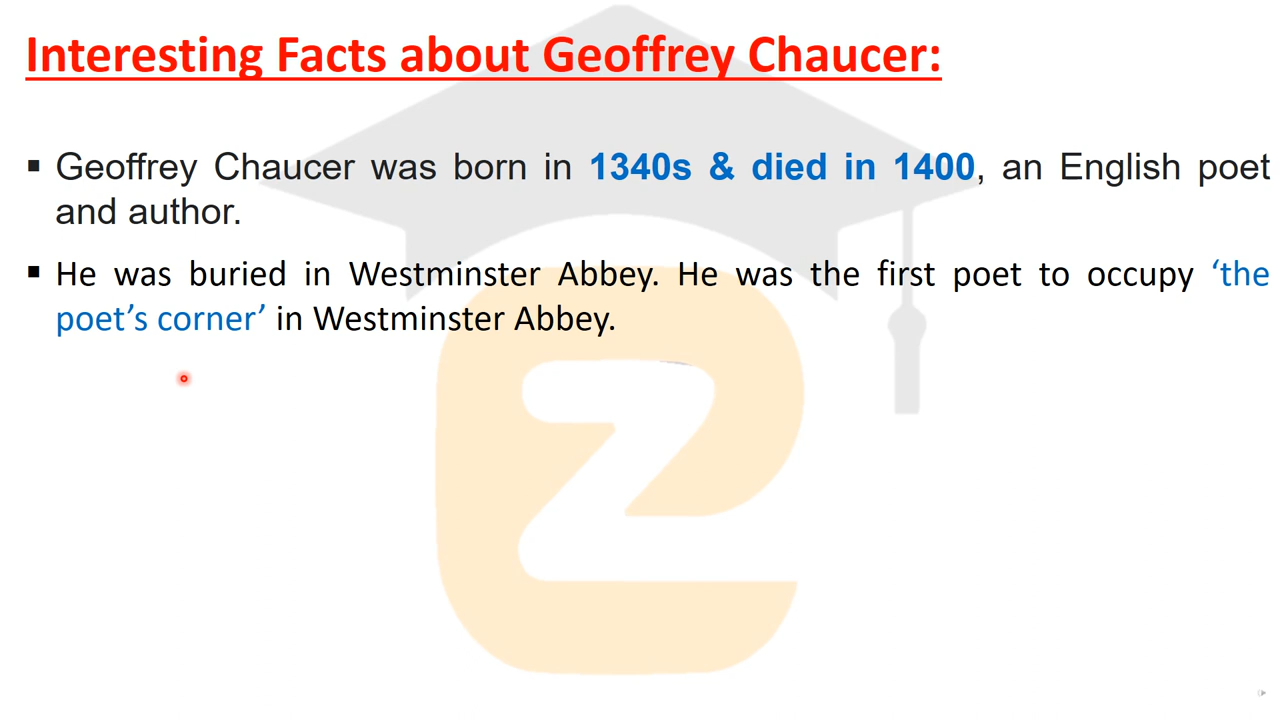 Interesting Facts about Geoffrey Chaucer:
▪ Geoffrey Chaucer was born in 1340s & died in 1400, an English poet
and author.
▪ He was buried in Westminster Abbey. He was the first poet to occupy ‘the
poet’s corner’ in Westminster Abbey.